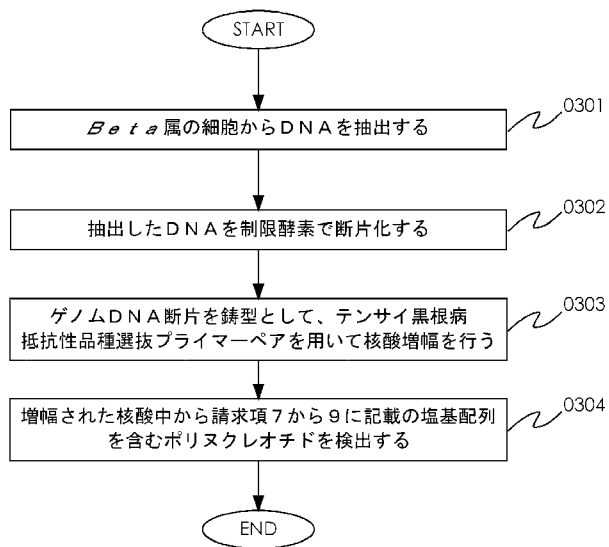 START
Beta属の細胞からDNAを抽出する
0301
抽出したDNAを制限酵素で断片化する
0302
ゲノムDNA断片を鋳型として、テンサイ黒根病
抵抗性品種選抜プライマーペアを用いて核酸増幅を行う
0303
増幅された核酸中から請求項7から9に記載の塩基配列
を含むポリヌクレオチドを検出する
0304
END